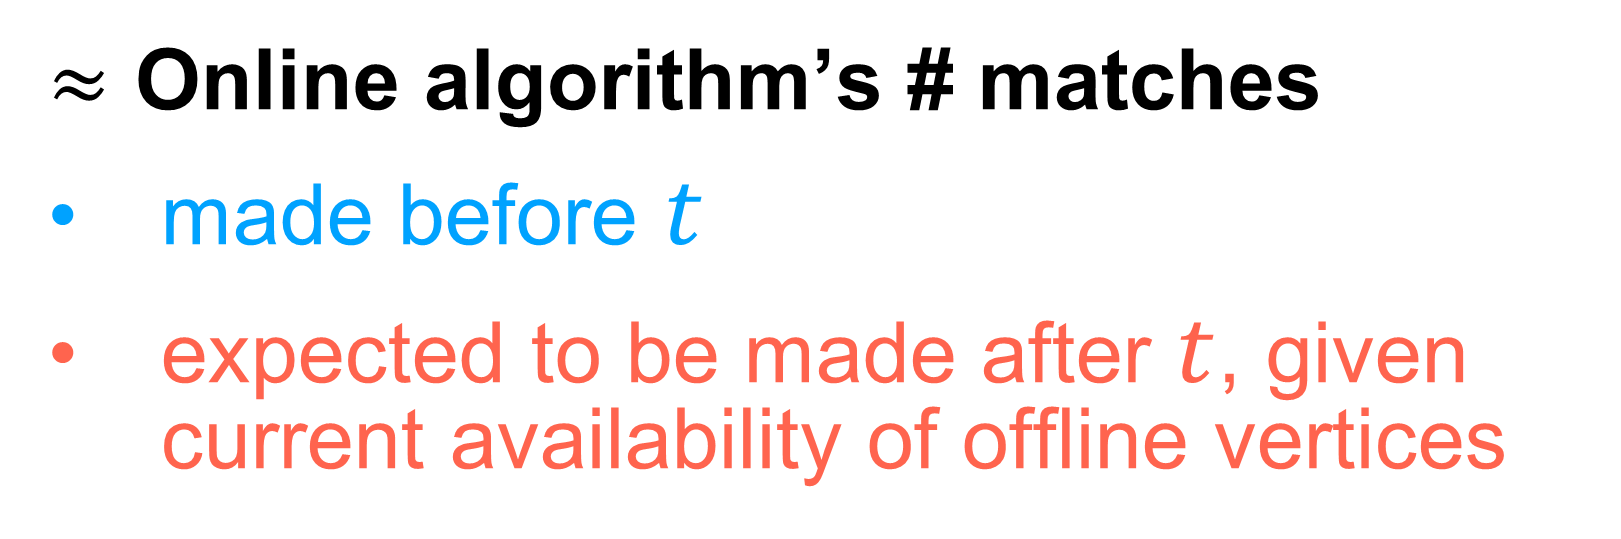 ≈ Online algorithm’s # matches
• made before t
• expected to be made after t, given
current availability of offline vertices